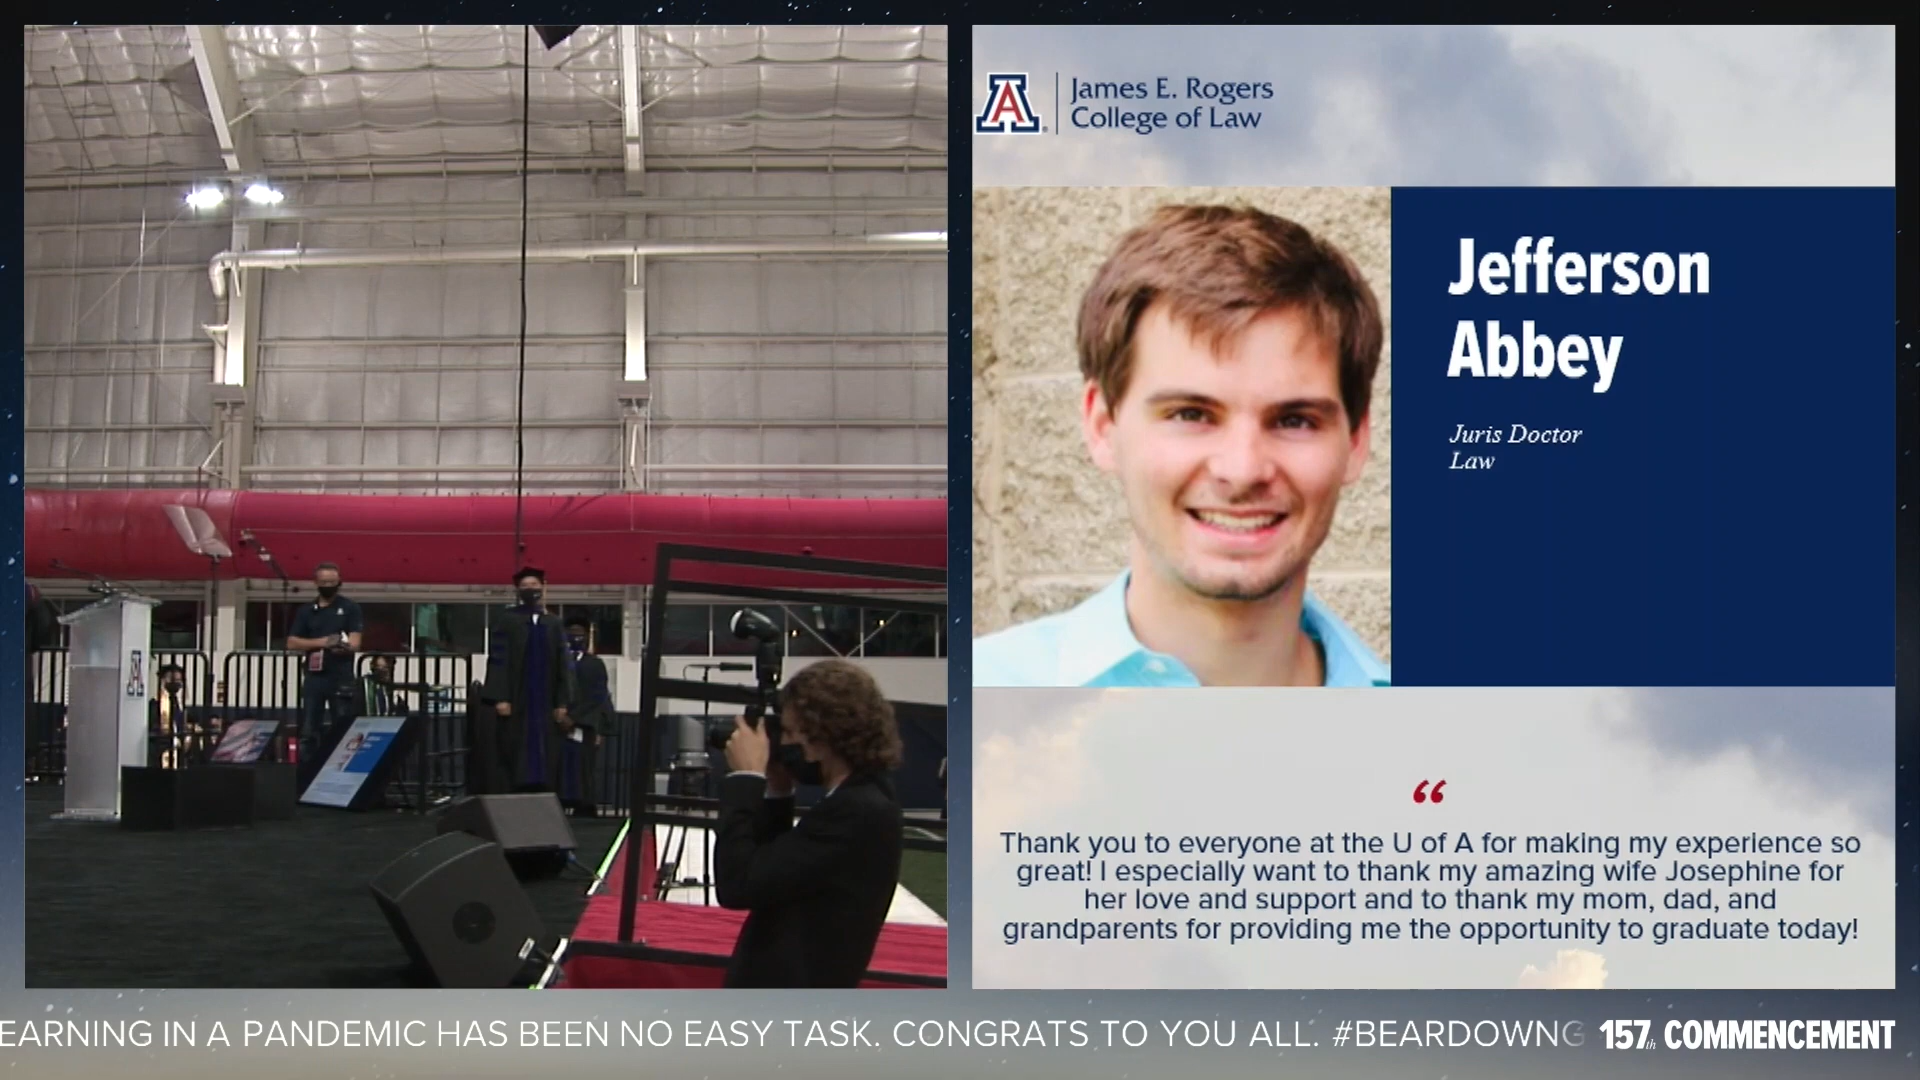 A
James E. Rogers
College of Law
Jefferson
Abbey
Juris Doctor
Law
“
Thank you to everyone at the U of A for making my experience so
great! I especially want to thank my amazing wife Josephine for
her love and support and to thank my mom, dad, and
grandparents for providing me the opportunity to graduate today!
EARNING IN A PANDEMIC HAS BEEN NO EASY TASK. CONGRATS TO YOU ALL. #BEARDOWNG
157th COMMENCEMENT